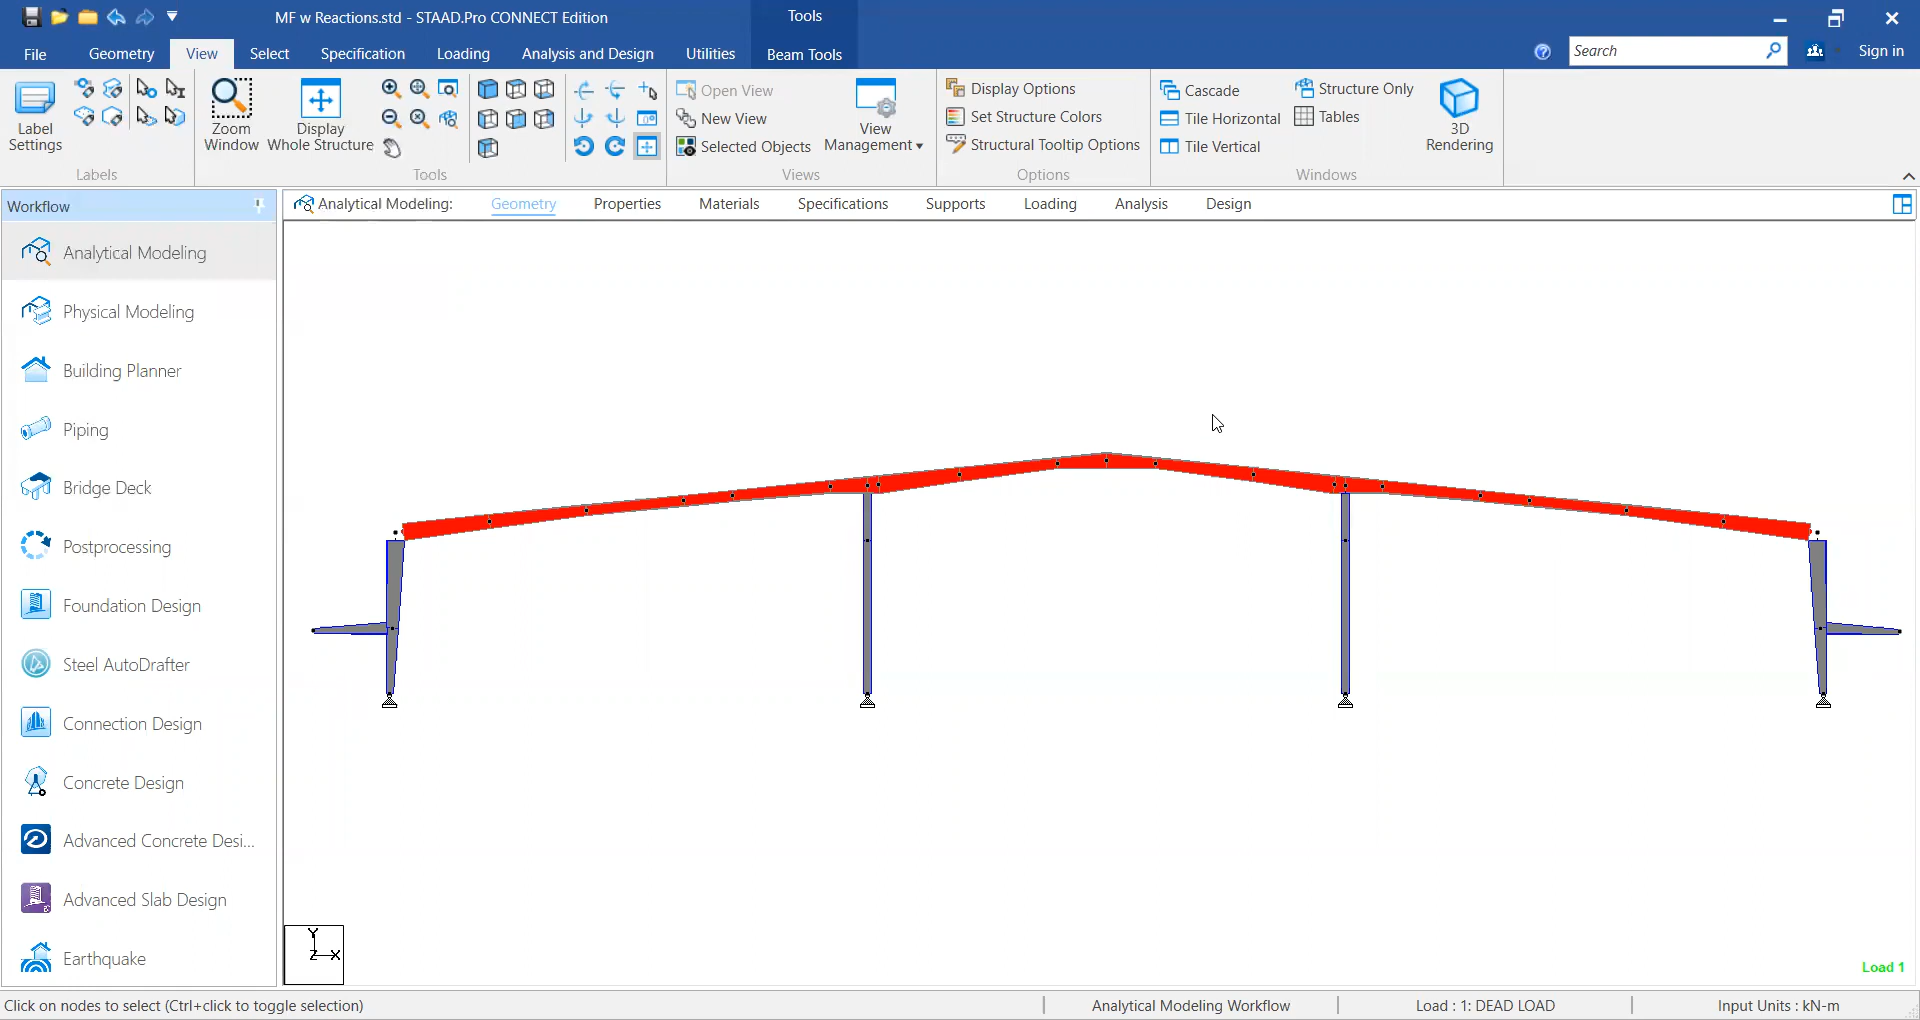 MF w Reactions.std - STAAD.Pro CONNECT Edition
Tools
File
Geometry
View
Select
Specification
Loading
Analysis and Design
Utilities
Beam Tools
Search
Sign in
Label
Settings
Labels
Zoom
Window
Display
Whole Structure
Tools
Open View
New View
Selected Objects
View
Management
Views
Display Options
Set Structure Colors
Structural Tooltip Options
Options
Cascade
Tile Horizontal
Tile Vertical
Structure Only
Tables
Windows
3D
Rendering
Workflow
Analytical Modeling
Physical Modeling
Building Planner
Piping
Bridge Deck
Postprocessing
Foundation Design
Steel AutoDrafter
Connection Design
Concrete Design
Advanced Concrete Desi...
Advanced Slab Design
Earthquake
Analytical Modeling:
Geometry
Properties
Materials
Specifications
Supports
Loading
Analysis
Design
Y
Z
X
Load 1
Click on nodes to select (Ctrl+click to toggle selection)
Analytical Modeling Workflow
Load : 1: DEAD LOAD
Input Units : kN-m